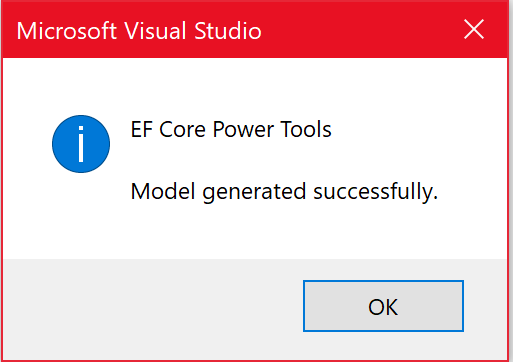 Microsoft Visual Studio
EF Core Power Tools
Model generated successfully.
OK